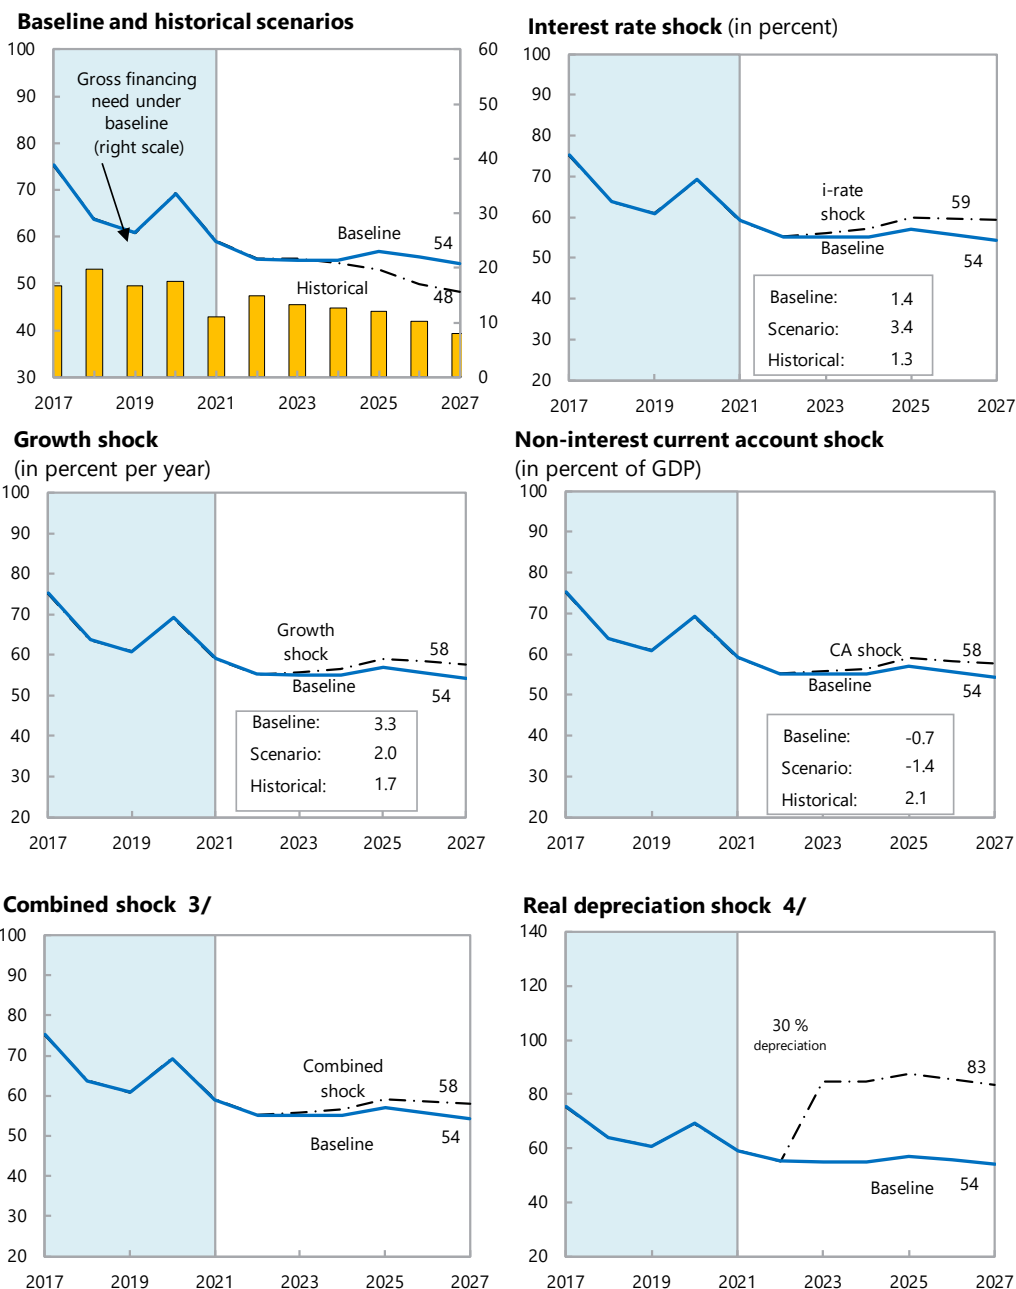 Baseline and historical scenarios
100
90
80
70
60
50
40
30
60
50
40
30
20
10
0
Gross financing
need under
baseline
(right scale)
Baseline
54
Historical
48
2017 2019 2021 2023 2025 2027
Interest rate shock (in percent)
100
90
80
70
60
50
40
30
20
i-rate
shock
59
Baseline
54
Baseline: 1.4
Scenario: 3.4
Historical: 1.3
2017 2019 2021 2023 2025 2027
Growth shock
(in percent per year)
100
90
80
70
60
50
40
30
20
Growth
shock
58
Baseline
54
Baseline: 3.3
Scenario: 2.0
Historical: 1.7
2017 2019 2021 2023 2025 2027
Non-interest current account shock
(in percent of GDP)
100
90
80
70
60
50
40
30
20
CA shock
58
Baseline
54
Baseline: -0.7
Scenario: -1.4
Historical: 2.1
2017 2019 2021 2023 2025 2027
Combined shock 3/
100
90
80
70
60
50
40
30
20
Combined
shock
58
Baseline
54
2017 2019 2021 2023 2025 2027
Real depreciation shock 4/
140
120
100
80
60
40
20
30 %
depreciation
83
Baseline
54
2017 2019 2021 2023 2025 2027